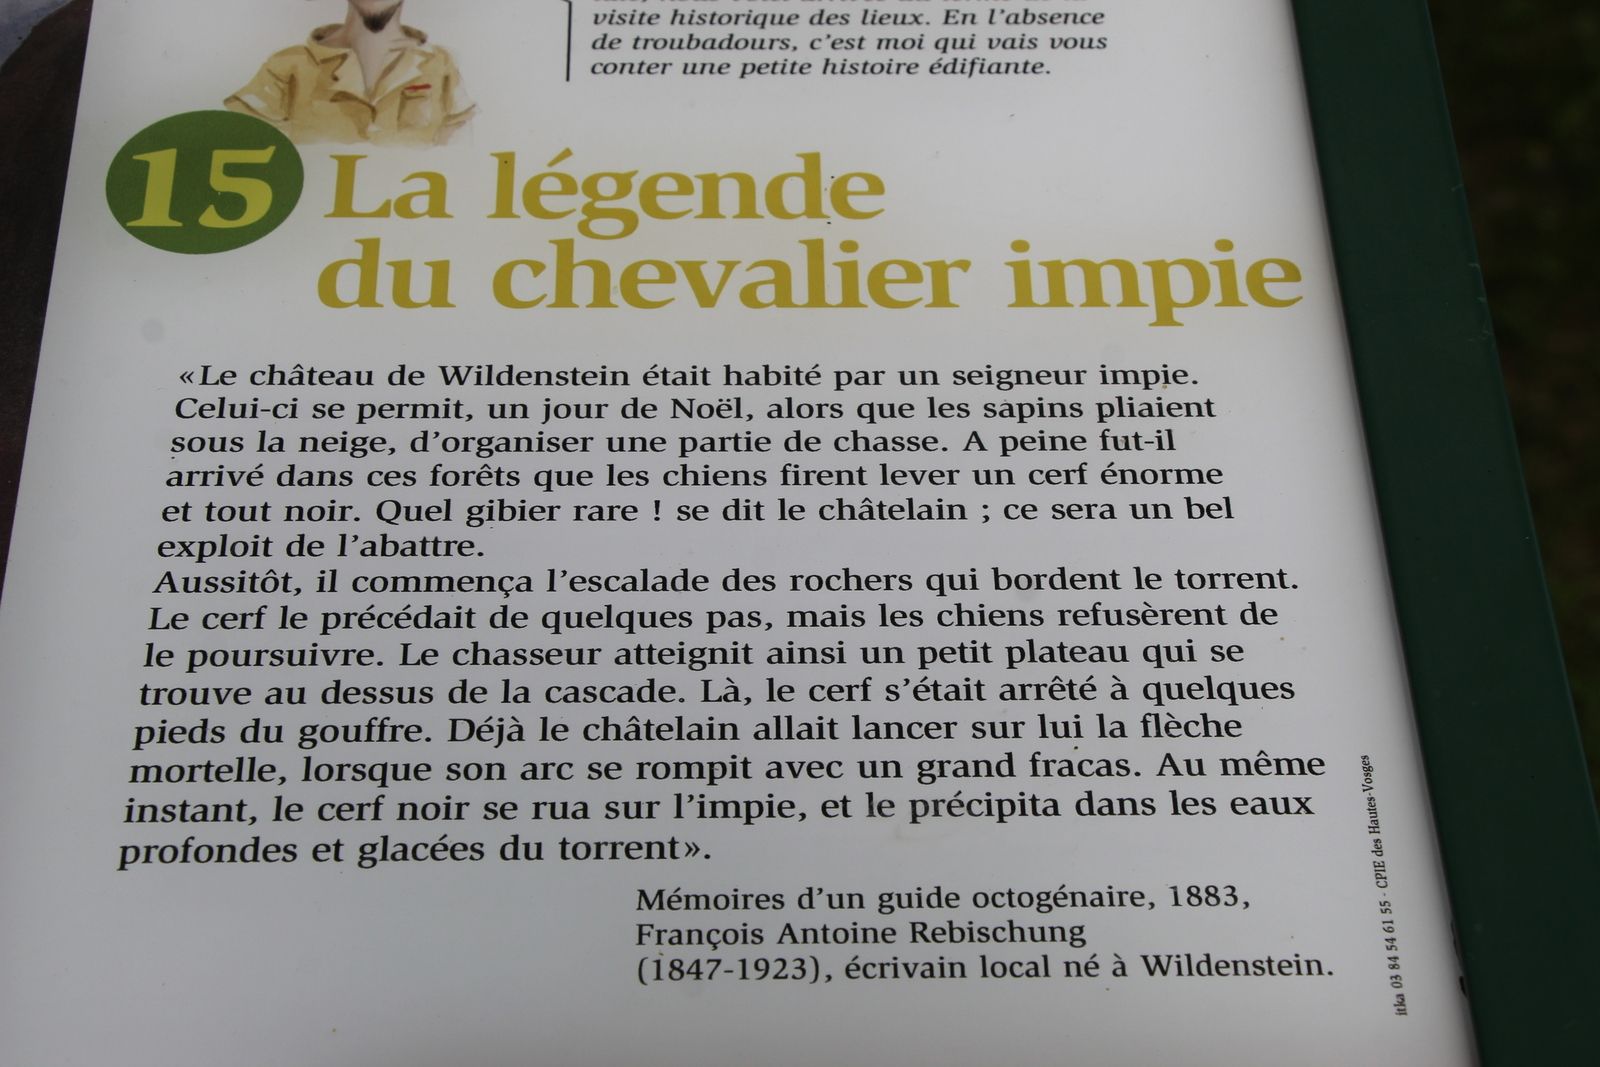 visite historique des lieux. En l'absence
de troubadours, c'est moi qui vais vous
conter une petite histoire édifiante.
15
La légende
du chevalier impie
«Le château de Wildenstein était habité par un seigneur impie.
Celui-ci se permit, un jour de Noël, alors que les sapins pliaient
sous la neige, d'organiser une partie de chasse. A peine fut-il
arrivé dans ces forêts que les chiens firent lever un cerf énorme
et tout noir. Quel gibier rare ! se dit le châtelain ; ce sera un bel
exploit de l'abattre.
Aussitôt, il commença l'escalade des rochers qui bordent le torrent.
Le cerf le précédait de quelques pas, mais les chiens refusèrent de
le poursuivre. Le chasseur atteignit ainsi un petit plateau qui se
trouve au dessus de la cascade. Là, le cerf s'était arrêté à quelques
pieds du gouffre. Déjà le châtelain allait lancer sur lui la flèche
mortelle, lorsque son arc se rompit avec un grand fracas. Au même
instant, le cerf noir se rua sur l'impie, et le précipita dans les eaux
profondes et glacées du torrent».
Mémoires d'un guide octogénaire, 1883,
François Antoine Rebischung
(1847-1923), écrivain local né à Wildenstein.
itka 03 84 54 61 55 - CPIE des Hautes-Vosges